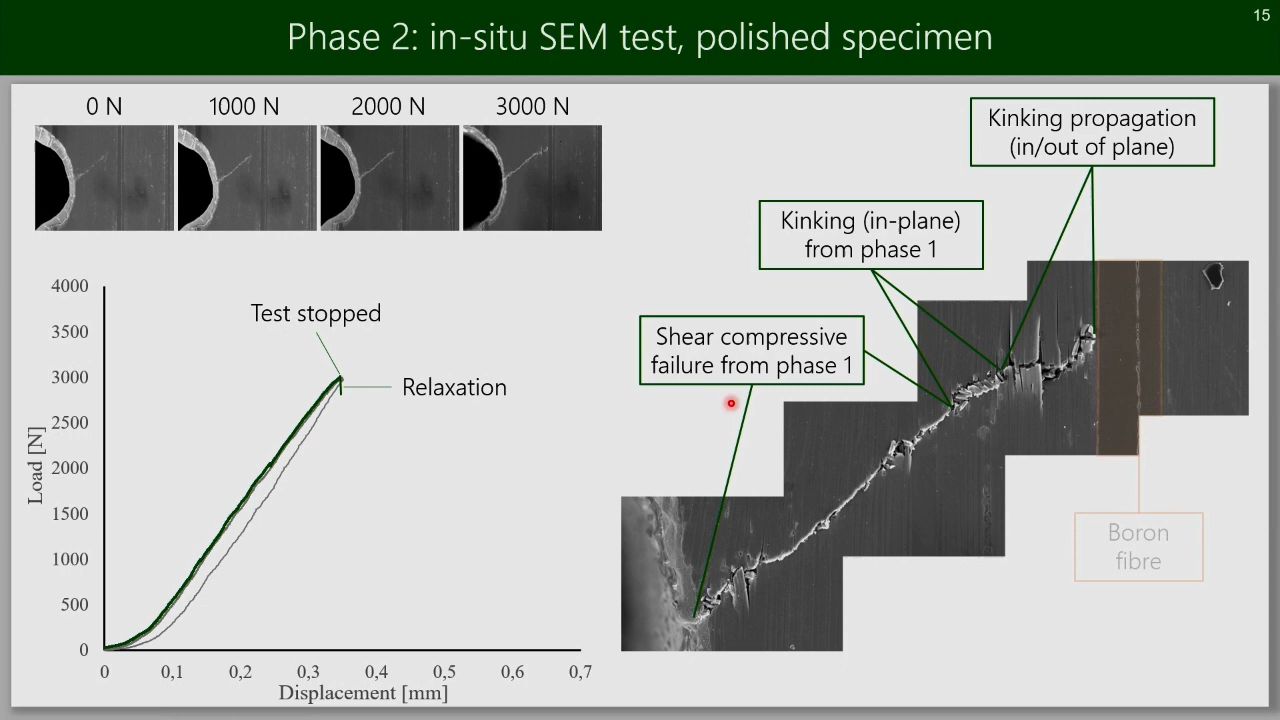 15
Phase 2: in-situ SEM test, polished specimen
0 N
1000 N
2000 N
3000 N
Kinking propagation
(in/out of plane)
Kinking (in-plane)
from phase 1
Shear compressive
failure from phase 1
Boron
fibre
4000
3500
3000
2500
2000
1500
1000
500
0
Load [N]
Test stopped
Relaxation
0
0,1
0,2
0,3
0,4
0,5
0,6
0,7
Displacement [mm]